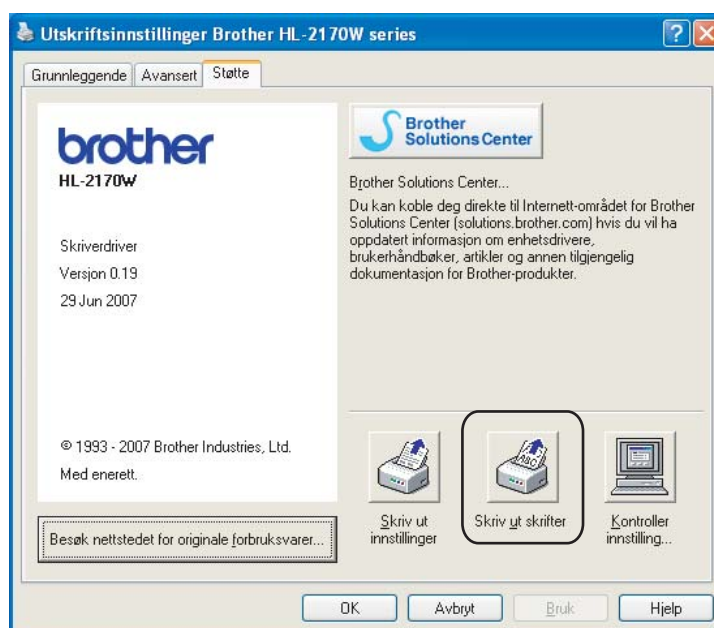 Utskriftsinnstillinger Brother HL-2170W series
Grunnleggende Avansert Støtte
brother
HL-2170W
Skriverdriver
Versjon 0.19
29 Jun 2007
© 1993 - 2007 Brother Industries, Ltd.
Med enerett.
Besøk nettstedet for originale forbruksvarer...
Brother
Solutions Center
Brother Solutions Center...
Du kan koble deg direkte til Internett-området for Brother
Solutions Center (solutions.brother.com) hvis du vil ha
oppdatert informasjon om enhetsdrivere,
brukerhåndbøker, artikler og annen tilgjengelig
dokumentasjon for Brother-produkter.
Skriv ut
innstillinger
ABC
Skriv ut skrifter
Kontroller
innstilling...
OK Avbryt Bruk Hjelp